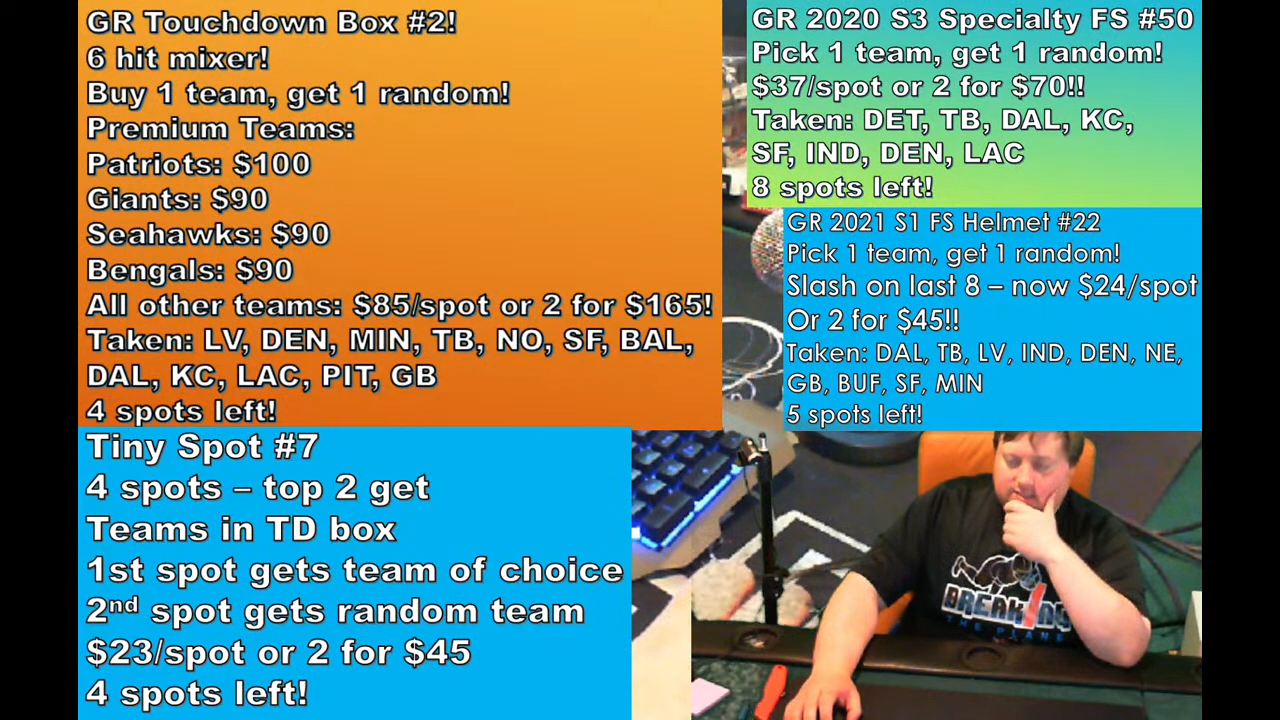 GR Touchdown Box #2!
6 hit mixer!
Buy 1 team, get 1 random!
Premium Teams:
Patriots: $100
Giants: $90
Seahawks: $90
Bengals: $90
All other teams: $85/spot or 2 for $165!
Taken: LV, DEN, MIN, TB, NO, SF, BAL,
DAL, KC, LAC, PIT, GB
4 spots left!
GR 2020 S3 Specialty FS #50
Pick 1 team, get 1 random!
$37/spot or 2 for $70!!
Taken: DET, TB, DAL, KC,
SF, IND, DEN, LAC
8 spots left!
GR 2021 S1 FS Helmet #22
Pick 1 team, get 1 random!
Slash on last 8 – now $24/spot
Or 2 for $45!!
Taken: DAL, TB, LV, IND, DEN, NE,
GB, BUF, SF, MIN
5 spots left!
Tiny Spot #7
4 spots – top 2 get
Teams in TD box
1st spot gets team of choice
2nd spot gets random team
$23/spot or 2 for $45
4 spots left!
BREAKING
THE PLANE